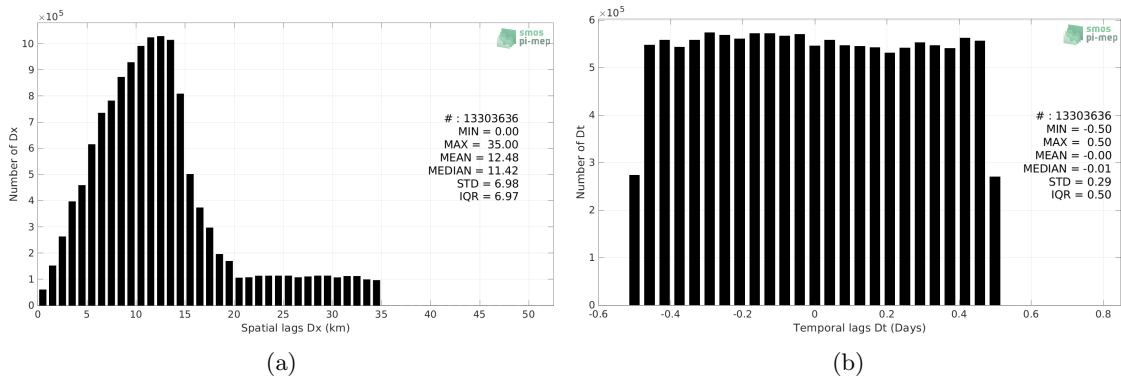 ×10⁵
10
9
8
7
6
5
4
3
2
1
0
Number of Dx
0 5 10 15 20 25 30 35 40 45 50
Spatial lags Dx (km)
smos
pi-mep
# : 13303636
MIN = 0.00
MAX = 35.00
MEAN = 12.48
MEDIAN = 11.42
STD = 6.98
IQR = 6.97
(a)
×10⁵
6
5
4
3
2
1
0
Number of Dt
-0.6 -0.4 -0.2 0 0.2 0.4 0.6 0.8
Temporal lags Dt (Days)
smos
pi-mep
# : 13303636
MIN = -0.50
MAX = 0.50
MEAN = -0.00
MEDIAN = -0.01
STD = 0.29
IQR = 0.50
(b)